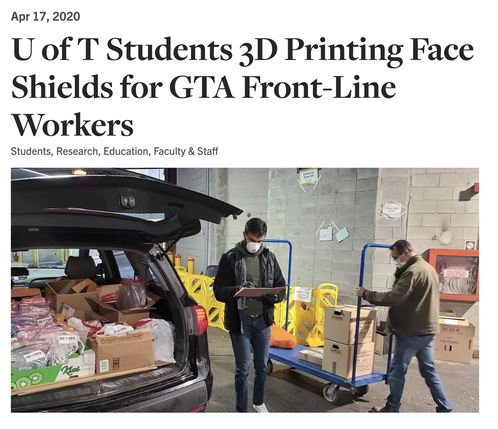 Apr 17, 2020
U of T Students 3D Printing Face
Shields for GTA Front-Line
Workers
Students, Research, Education, Faculty & Staff